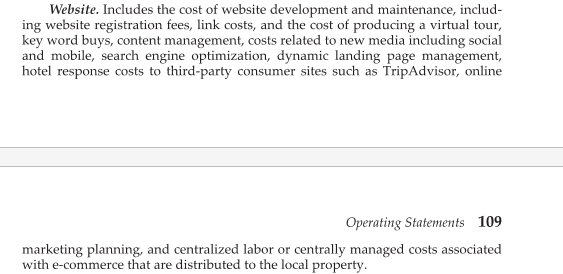 Website. Includes the cost of website development and maintenance, includ-
ing website registration fees, link costs, and the cost of producing a virtual tour,
key word buys, content management, costs related to new media including social
and mobile, search engine optimization, dynamic landing page management,
hotel response costs to third-party consumer sites such as TripAdvisor, online
Operating Statements 109
marketing planning, and centralized labor or centrally managed costs associated
with e-commerce that are distributed to the local property.